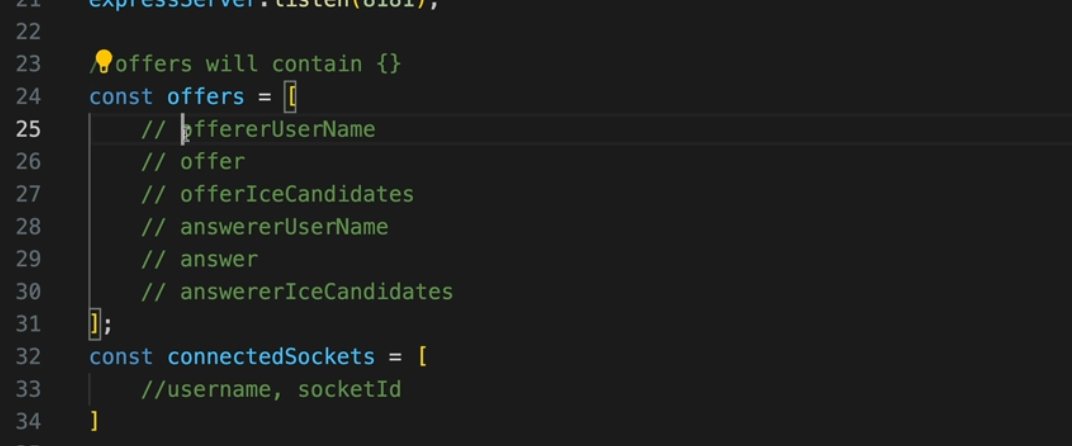 21 expressServer.listen(8181);
22
23 //offers will contain {}
24 const offers = [
25 // offererUserName
26 // offer
27 // offerIceCandidates
28 // answererUserName
29 // answer
30 // answererIceCandidates
31 ];
32 const connectedSockets = [
33 //username, socketId
34 ]